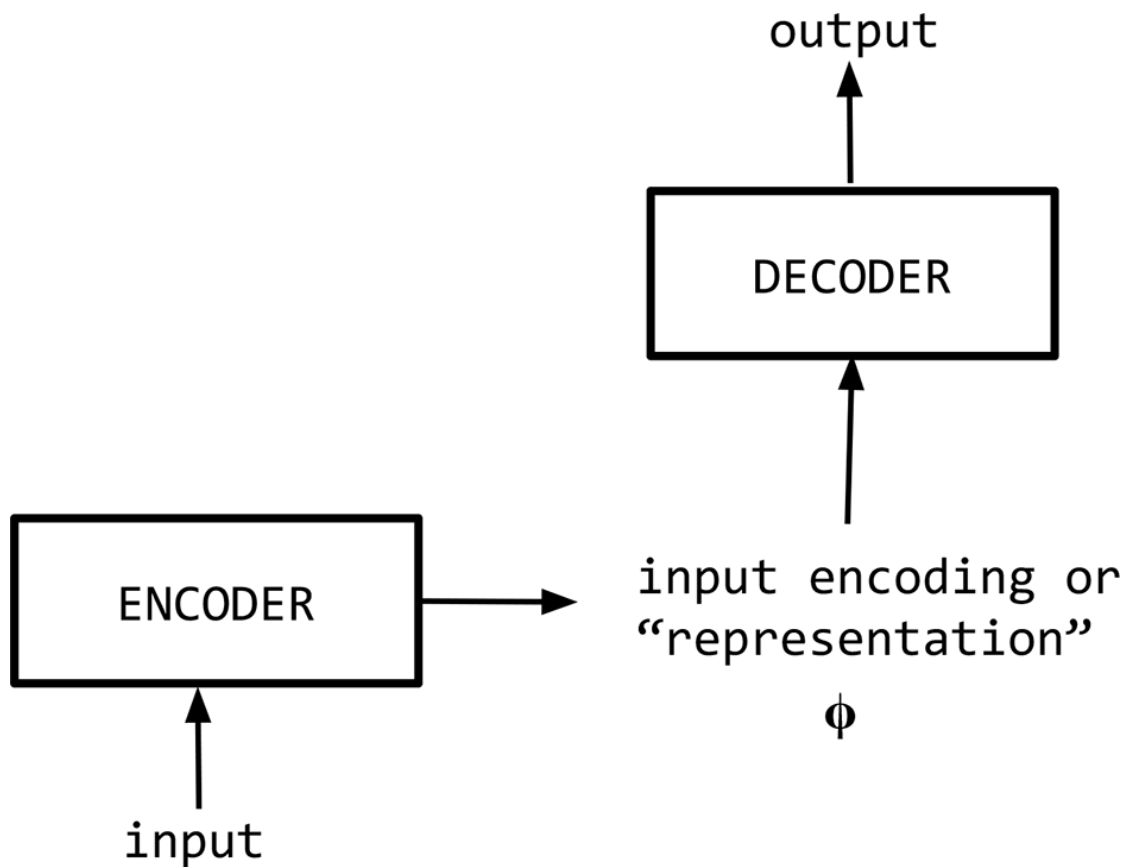 output
DECODER
ENCODER
input encoding or
“representation”
ϕ
input